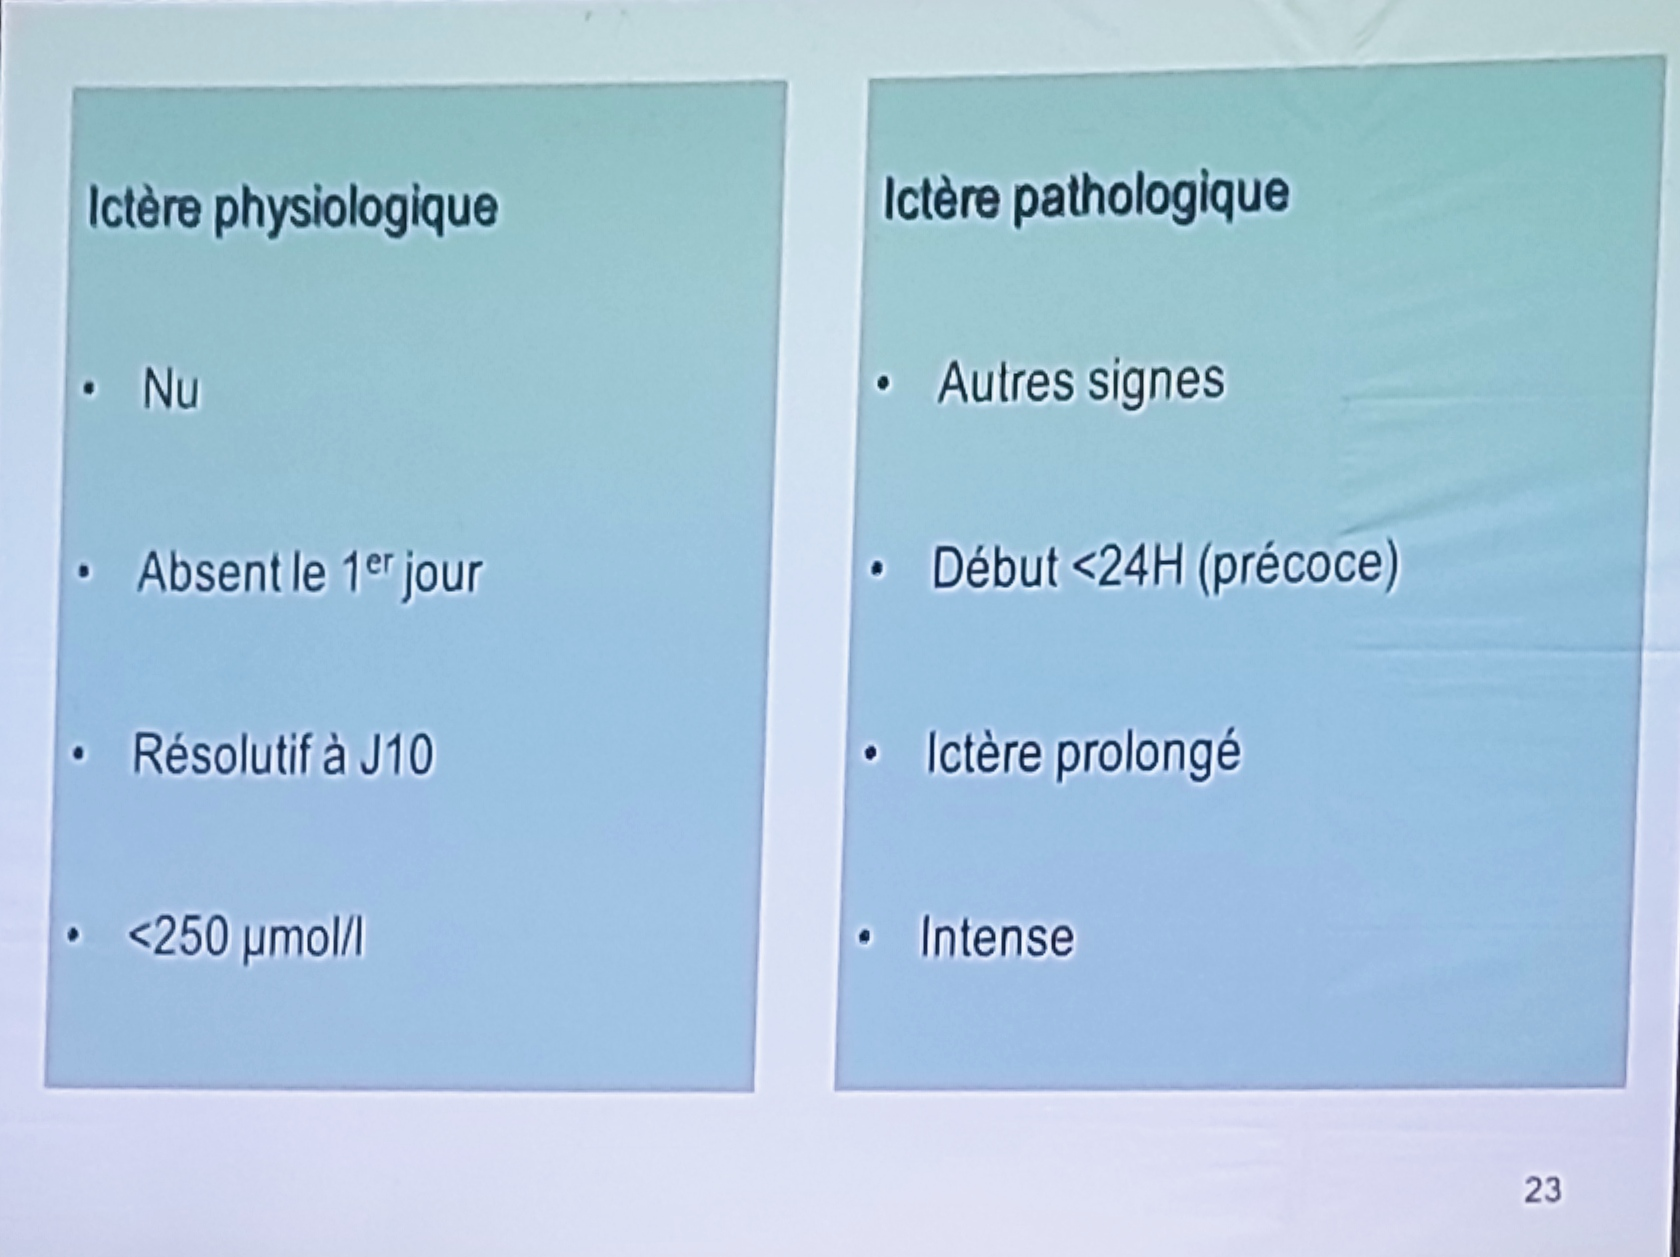 Ictère physiologique
• Nu
• Absent le 1er jour
• Résolutif à J10
• <250 µmol/l
Ictère pathologique
• Autres signes
• Début <24H (précoce)
• Ictère prolongé
• Intense
23